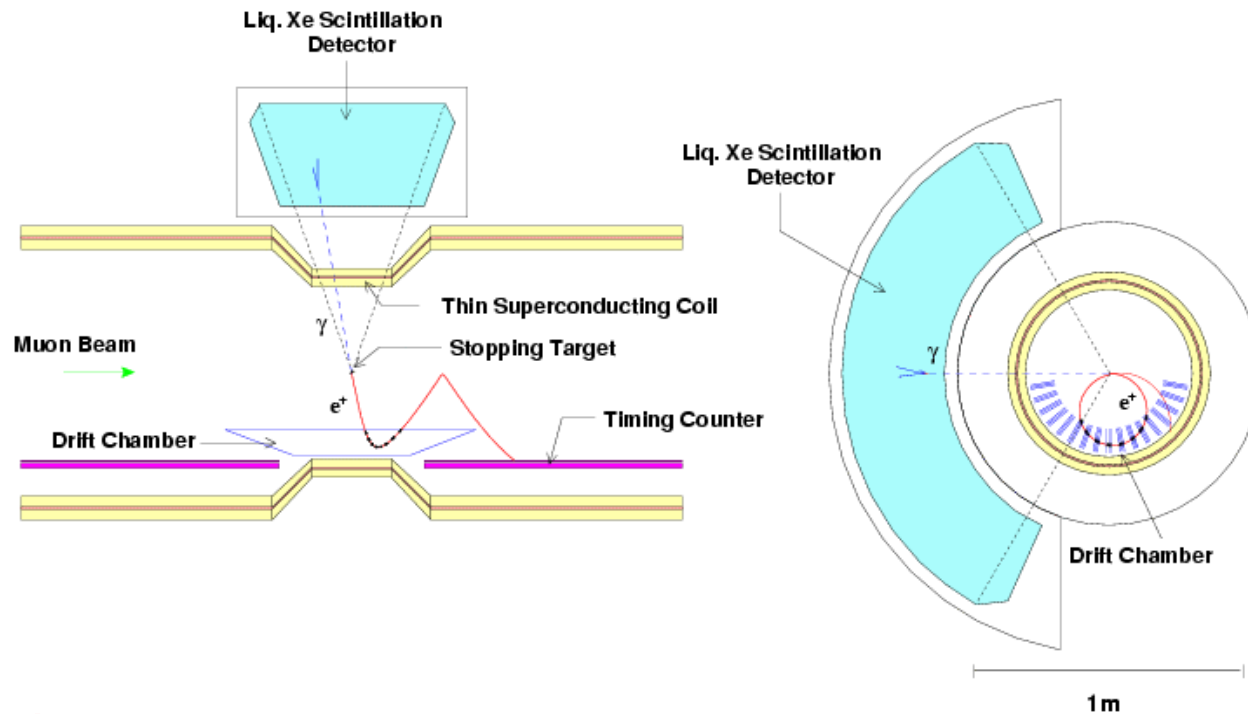 Liq. Xe Scintillation
Detector
γ
Thin Superconducting Coil
Stopping Target
Muon Beam
e+
Drift Chamber
Timing Counter
Liq. Xe Scintillation
Detector
γ
e+
Drift Chamber
1m